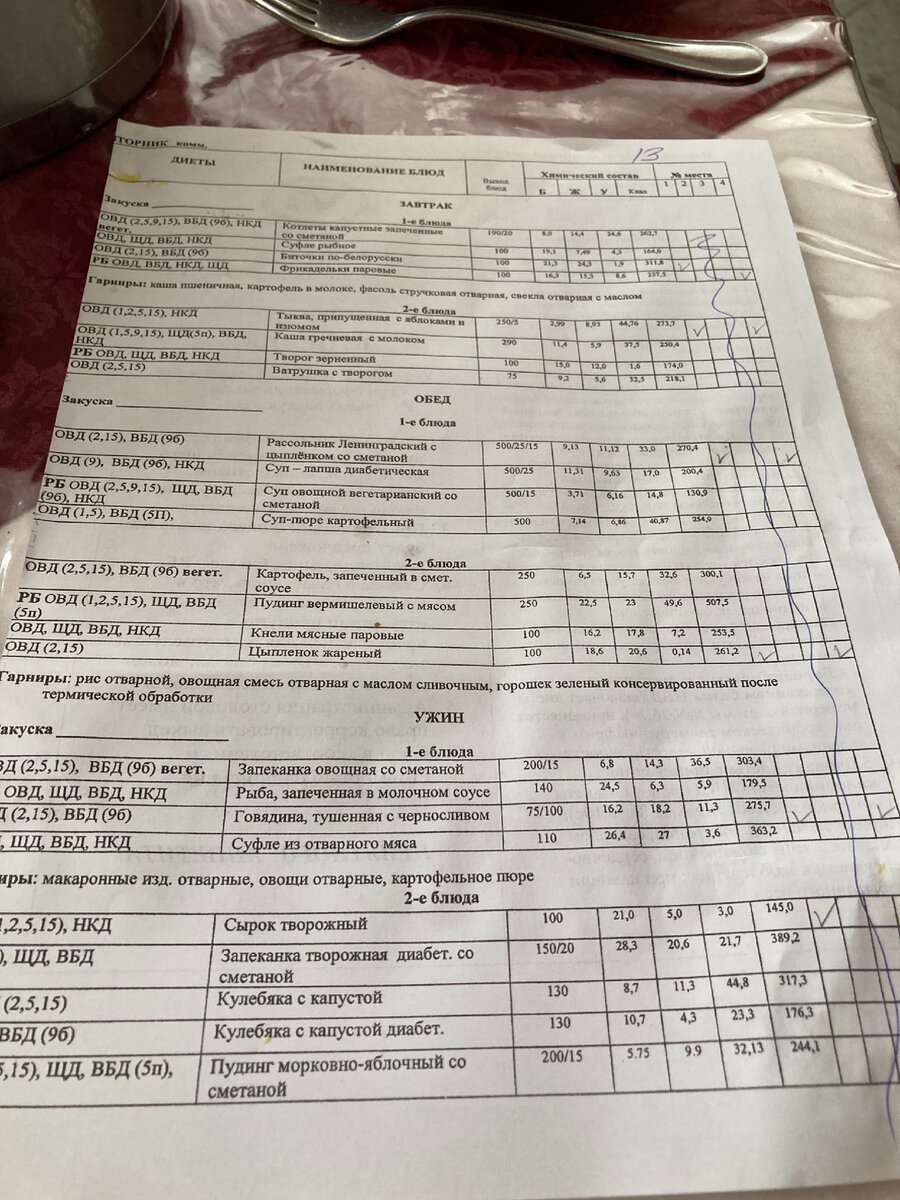 ТОРНИК комм. 13
ДИЕТЫ НАИМЕНОВАНИЕ БЛЮД Выход блюд Химический состав № места
Б Ж У Ккал 1 2 3 4
Закуска ЗАВТРАК
1-е блюда
ОВД (2,5,9,15), ВБД (9б), НКД вегет. Котлеты капустные запеченные со сметаной 190/20 8,0 14,4 24,6 262,7
ОВД, ЩД, ВБД, НКД Суфле рыбное 100 19,1 7,49 4,3 164,0
ОВД (2,15), ВБД (9б) Биточки по-белорусски 100 21,3 24,3 1,9 311,8
РБ ОВД, ВБД, НКД, ЩД Фрикадельки паровые 100 16,3 15,3 8,6 237,5
Гарниры: каша пшеничная, картофель в молоке, фасоль стручковая отварная, свекла отварная с маслом
2-е блюда
ОВД (1,2,5,15), НКД Тыква, припущенная с яблоками и изюмом 250/5 2,99 8,93 44,76 273,7
ОВД (1,5,9,15), ЩД(5п), ВБД, НКД Каша гречневая с молоком 290 11,4 5,9 37,5 250,4
РБ ОВД, ЩД, ВБД, НКД Творог зерненный 100 15,0 12,0 1,6 174,0
ОВД (2,5,15) Ватрушка с творогом 75 9,2 5,6 32,5 218,1
Закуска ОБЕД
1-е блюда
ОВД (2,15), ВБД (9б) Рассольник Ленинградский с цыплёнком со сметаной 500/25/15 9,13 11,12 33,0 270,4
ОВД (9), ВБД (9б), НКД Суп – лапша диабетическая 500/25 11,31 9,63 17,0 200,4
РБ ОВД (2,5,9,15), ЩД, ВБД (9б), НКД Суп овощной вегетарианский со сметаной 500/15 3,71 6,16 14,8 130,9
ОВД (1,5), ВБД (5П), Суп-пюре картофельный 500 7,14 6,86 40,87 254,9
2-е блюда
ОВД (2,5,15), ВБД (9б) вегет. Картофель, запеченный в смет. соусе 250 6,5 15,7 32,6 300,1
РБ ОВД (1,2,5,15), ЩД, ВБД (5п) Пудинг вермишелевый с мясом 250 22,5 23 49,6 507,5
ОВД, ЩД, ВБД, НКД Кнели мясные паровые 100 16,2 17,8 7,2 253,5
ОВД (2,15) Цыпленок жареный 100 18,6 20,6 0,14 261,2
Гарниры: рис отварной, овощная смесь отварная с маслом сливочным, горошек зеленый консервированный после
термической обработки
УЖИН
Закуска
1-е блюда
ВД (2,5,15), ВБД (9б) вегет. Запеканка овощная со сметаной 200/15 6,8 14,3 36,5 303,4
ОВД, ЩД, ВБД, НКД Рыба, запеченная в молочном соусе 140 24,5 6,3 5,9 179,5
Д (2,15), ВБД (9б) Говядина, тушенная с черносливом 75/100 16,2 18,2 11,3 275,7
, ЩД, ВБД, НКД Суфле из отварного мяса 110 26,4 27 3,6 363,2
иры: макаронные изд. отварные, овощи отварные, картофельное пюре
2-е блюда
1,2,5,15), НКД Сырок творожный 100 21,0 5,0 3,0 145,0
), ЩД, ВБД Запеканка творожная диабет. со сметаной 150/20 28,3 20,6 21,7 389,2
(2,5,15) Кулебяка с капустой 130 8,7 11,3 44,8 317,3
ВБД (9б) Кулебяка с капустой диабет. 130 10,7 4,3 23,3 176,3
5,15), ЩД, ВБД (5п), Пудинг морковно-яблочный со сметаной 200/15 5.75 9.9 32,13 244,1